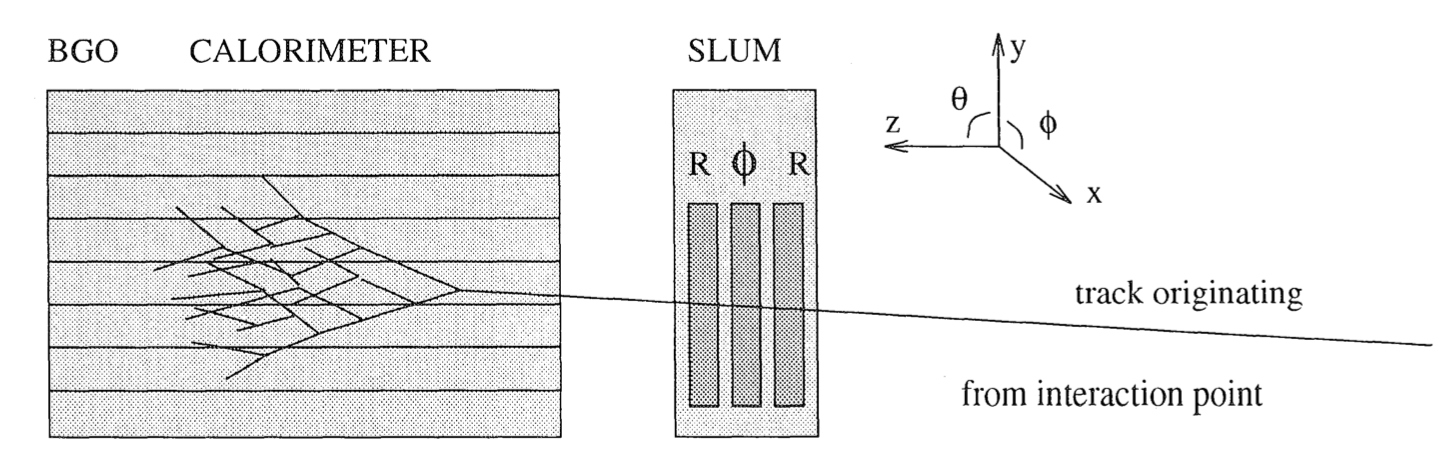 BGO CALORIMETER SLUM
y
θ
z
ϕ
R ϕ R
x
track originating
from interaction point